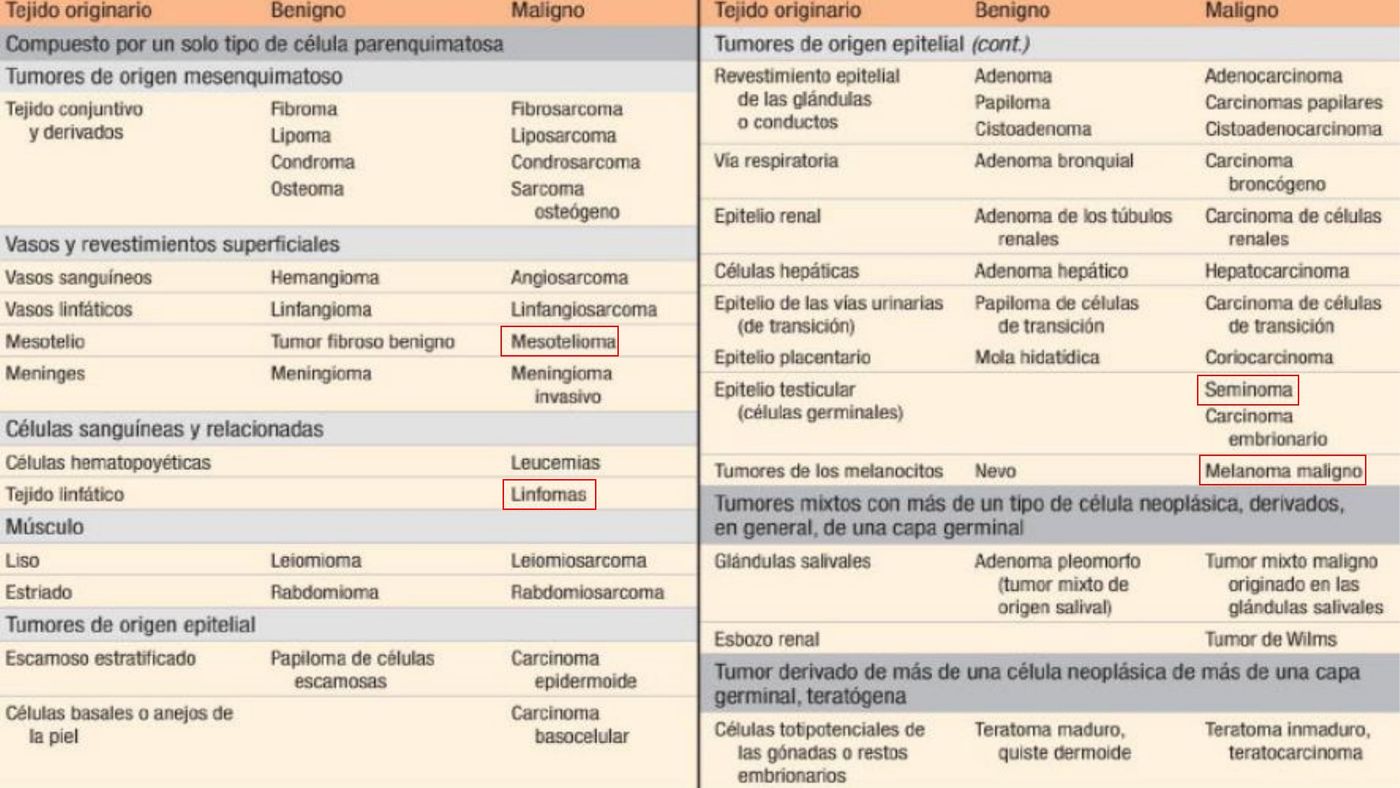 Tejido originario Benigno Maligno
Compuesto por un solo tipo de célula parenquimatosa
Tumores de origen mesenquimatoso
Tejido conjuntivo Fibroma Fibrosarcoma
y derivados Lipoma Liposarcoma
Condroma Condrosarcoma
Osteoma Sarcoma
osteógeno
Vasos y revestimientos superficiales
Vasos sanguíneos Hemangioma Angiosarcoma
Vasos linfáticos Linfangioma Linfangiosarcoma
Mesotelio Tumor fibroso benigno Mesotelioma
Meninges Meningioma Meningioma
invasivo
Células sanguíneas y relacionadas
Células hematopoyéticas Leucemias
Tejido linfático Linfomas
Músculo
Liso Leiomioma Leiomiosarcoma
Estriado Rabdomioma Rabdomiosarcoma
Tumores de origen epitelial
Escamoso estratificado Papiloma de células Carcinoma
escamosas epidermoide
Células basales o anejos de Carcinoma
la piel basocelular
Tejido originario Benigno Maligno
Tumores de origen epitelial (cont.)
Revestimiento epitelial Adenoma Adenocarcinoma
de las glándulas Papiloma Carcinomas papilares
o conductos Cistoadenoma Cistoadenocarcinoma
Vía respiratoria Adenoma bronquial Carcinoma
broncógeno
Epitelio renal Adenoma de los túbulos Carcinoma de células
renales renales
Células hepáticas Adenoma hepático Hepatocarcinoma
Epitelio de las vías urinarias Papiloma de células Carcinoma de células
(de transición) de transición de transición
Epitelio placentario Mola hidatídica Coriocarcinoma
Epitelio testicular Seminoma
(células germinales) Carcinoma
embrionario
Tumores de los melanocitos Nevo Melanoma maligno
Tumores mixtos con más de un tipo de célula neoplásica, derivados,
en general, de una capa germinal
Glándulas salivales Adenoma pleomorfo Tumor mixto maligno
(tumor mixto de originado en las
origen salival) glándulas salivales
Esbozo renal Tumor de Wilms
Tumor derivado de más de una célula neoplásica de más de una capa
germinal, teratógena
Células totipotenciales de Teratoma maduro, Teratoma inmaduro,
las gónadas o restos quiste dermoide teratocarcinoma
embrionarios